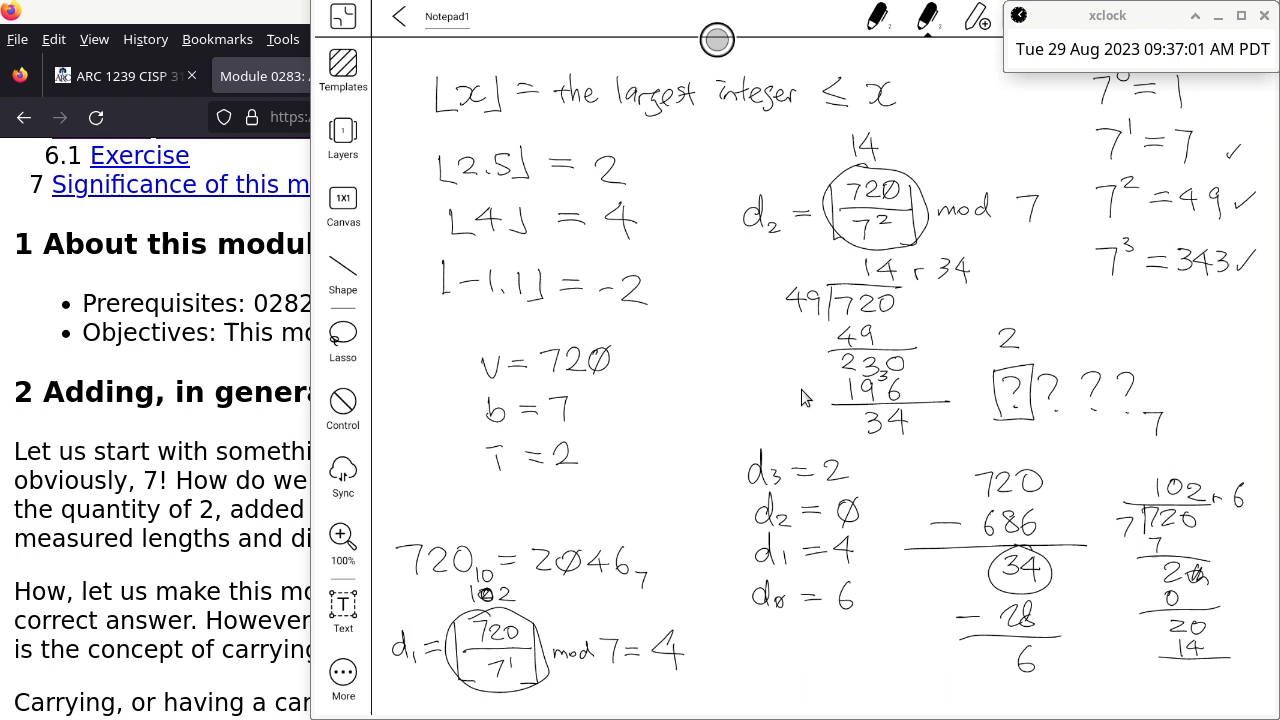 File Edit View History Bookmarks Tools
ARC 1239 CISP 31
Module 0283:
https:
6.1 Exercise
7 Significance of this m
1 About this modul
• Prerequisites: 0282
• Objectives: This mo
2 Adding, in genera
Let us start with somethi
obviously, 7! How do we
the quantity of 2, added
measured lengths and di
How, let us make this mo
correct answer. However
is the concept of carrying
Carrying, or having a car
Notepad1
Templates
Layers
1X1
Canvas
Shape
Lasso
Control
Sync
100%
Text
More
xclock
Tue 29 Aug 2023 09:37:01 AM PDT
⌊x⌋ = the largest integer ≤ x
⌊2.5⌋ = 2
⌊4⌋ = 4
⌊-1.1⌋ = -2
v = 720
b = 7
i = 2
720₁₀ = 2046₇
102
d₁ = ⌊720/7¹⌋ mod 7 = 4
14
d₂ = ⌊720/7²⌋ mod 7
14 r 34
49 720
49
230
196
34
d₃ = 2
d₂ = 0
d₁ = 4
d₀ = 6
7⁰ = 1
7¹ = 7 ✓
7² = 49 ✓
7³ = 343 ✓
2
? ? ? ? ₇
720
- 686
34
- 28
6
102 r 6
7 720
7
2
0
20
14